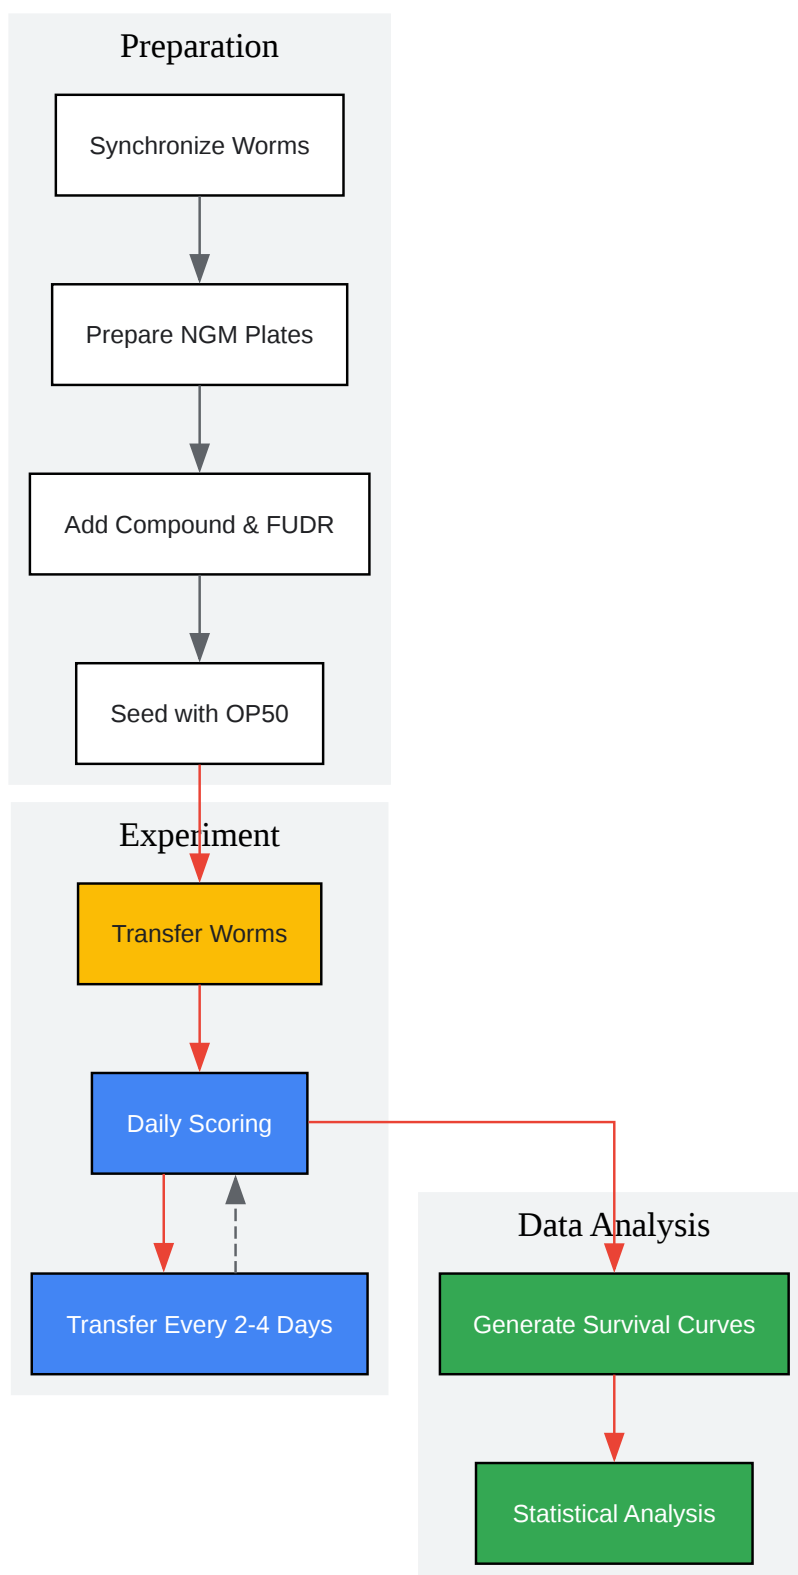 Preparation
Synchronize Worms
Prepare NGM Plates
Add Compound & FUDR
Seed with OP50
Experiment
Transfer Worms
Daily Scoring
Transfer Every 2-4 Days
Data Analysis
Generate Survival Curves
Statistical Analysis